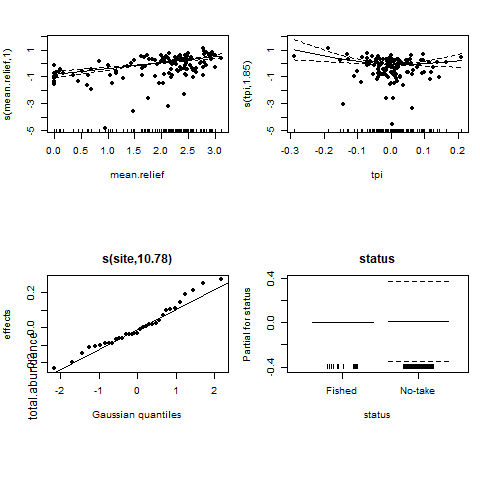 s(mean.relief,1)
1
-1
-3
-5
0.0 0.5 1.0 1.5 2.0 2.5 3.0
mean.relief
s(tpi,1.85)
1
-1
-3
-5
-0.3 -0.2 -0.1 0.0 0.1 0.2
tpi
s(site,10.78)
effects
total.abundance
0.2
0.0
-0.2
-2 -1 0 1 2
Gaussian quantiles
status
Partial for status
0.4
0.0
-0.4
Fished No-take
status